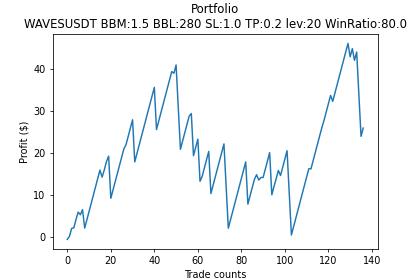 Portfolio
WAVESUSDT BBM:1.5 BBL:280 SL:1.0 TP:0.2 lev:20 WinRatio:80.0
40
30
20
10
0
Profit ($)
0 20 40 60 80 100 120 140
Trade counts